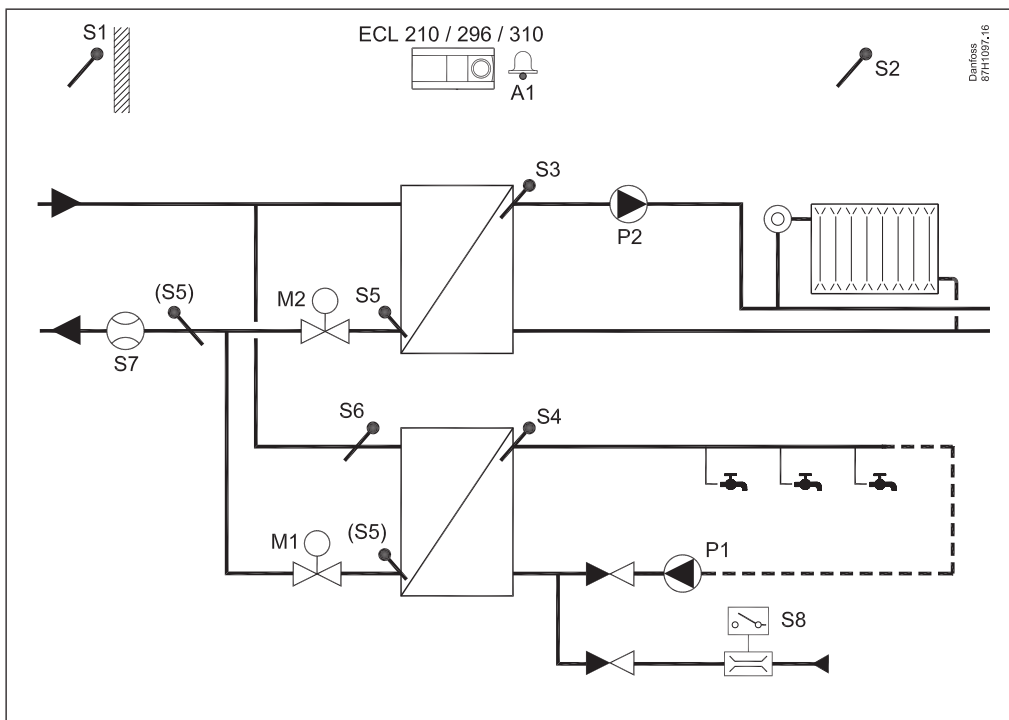 S1
ECL 210 / 296 / 310
A1
S2
Danfoss
87H1097.16
S3
P2
(S5)
M2
S5
S7
S6
S4
M1
(S5)
P1
S8